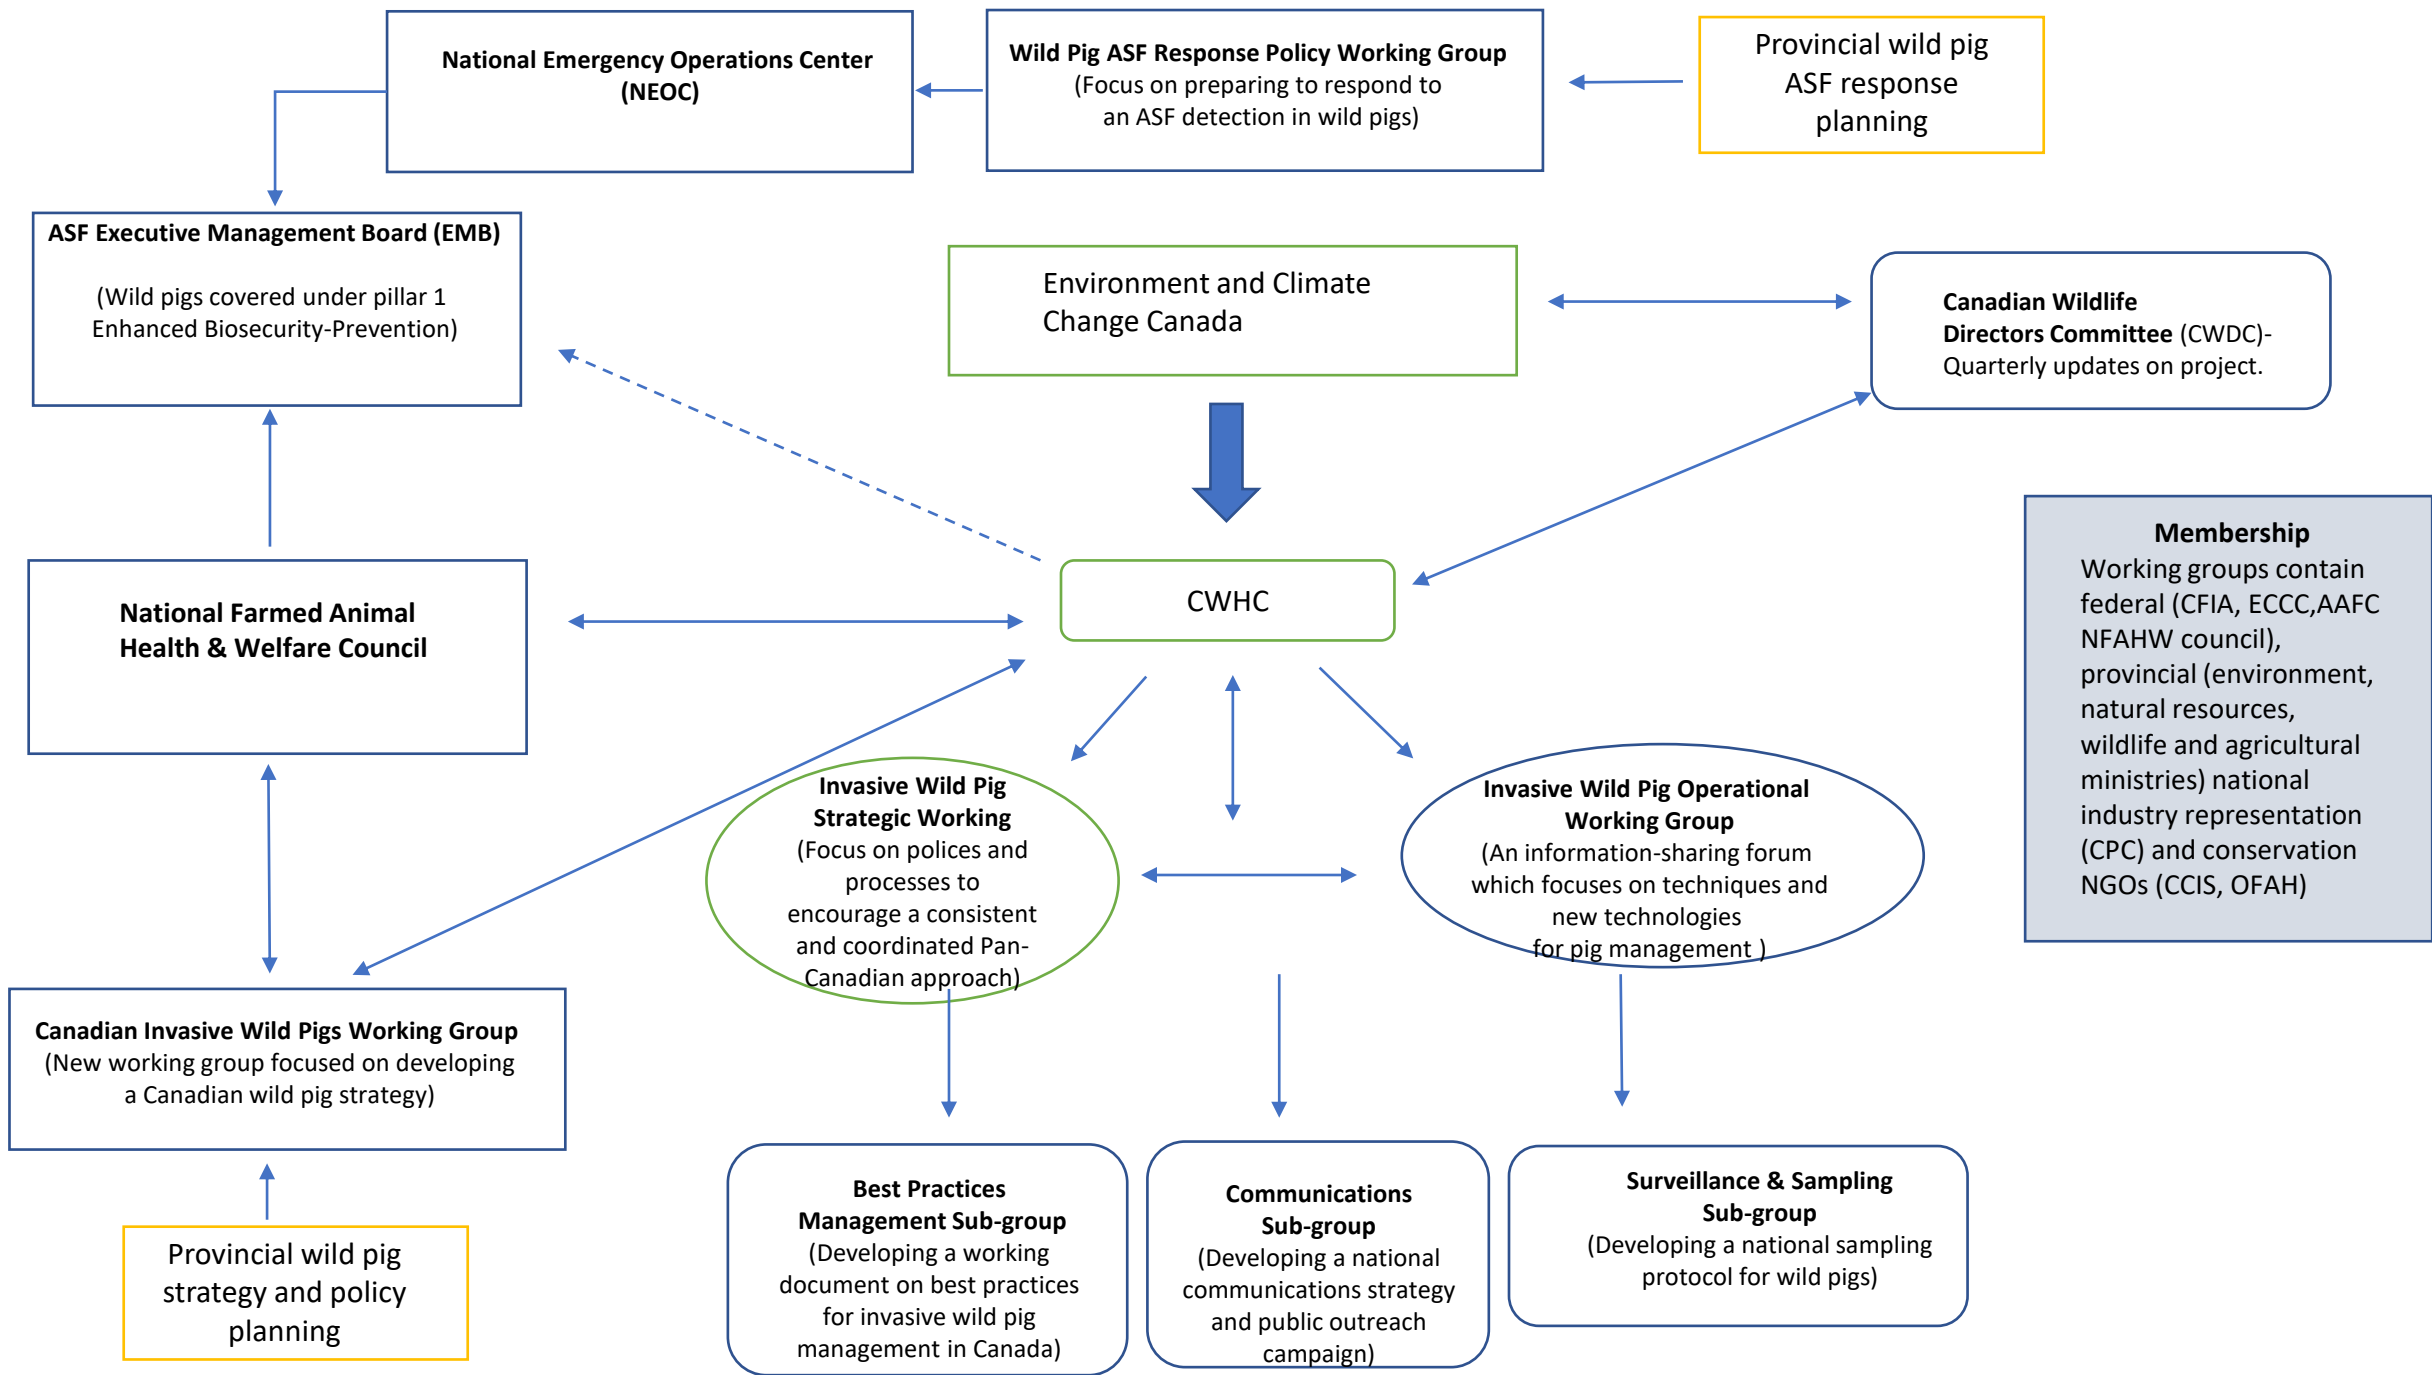 National Emergency Operations Center
(NEOC)
Wild Pig ASF Response Policy Working Group
(Focus on preparing to respond to
an ASF detection in wild pigs)
Provincial wild pig
ASF response
planning
ASF Executive Management Board (EMB)
(Wild pigs covered under pillar 1
Enhanced Biosecurity-Prevention)
Environment and Climate
Change Canada
Canadian Wildlife
Directors Committee (CWDC)-
Quarterly updates on project.
Membership
Working groups contain
federal (CFIA, ECCC,AAFC
NFAHW council),
provincial (environment,
natural resources,
wildlife and agricultural
ministries) national
industry representation
(CPC) and conservation
NGOs (CCIS, OFAH)
National Farmed Animal
Health & Welfare Council
CWHC
Invasive Wild Pig
Strategic Working
(Focus on polices and
processes to
encourage a consistent
and coordinated Pan-
Canadian approach)
Invasive Wild Pig Operational
Working Group
(An information-sharing forum
which focuses on techniques and
new technologies
for pig management )
Canadian Invasive Wild Pigs Working Group
(New working group focused on developing
a Canadian wild pig strategy)
Provincial wild pig
strategy and policy
planning
Best Practices
Management Sub-group
(Developing a working
document on best practices
for invasive wild pig
management in Canada)
Communications
Sub-group
(Developing a national
communications strategy
and public outreach
campaign)
Surveillance & Sampling
Sub-group
(Developing a national sampling
protocol for wild pigs)